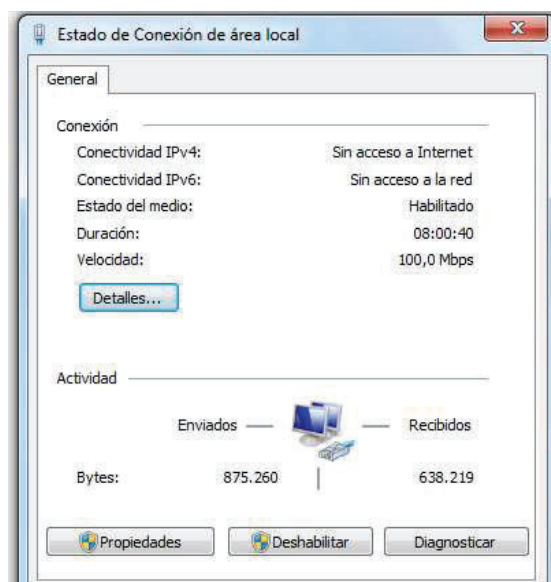 Estado de Conexión de área local
General
Conexión
Conectividad IPv4: Sin acceso a Internet
Conectividad IPv6: Sin acceso a la red
Estado del medio: Habilitado
Duración: 08:00:40
Velocidad: 100,0 Mbps
Detalles...
Actividad
Enviados Recibidos
Bytes: 875.260 638.219
Propiedades Deshabilitar Diagnosticar